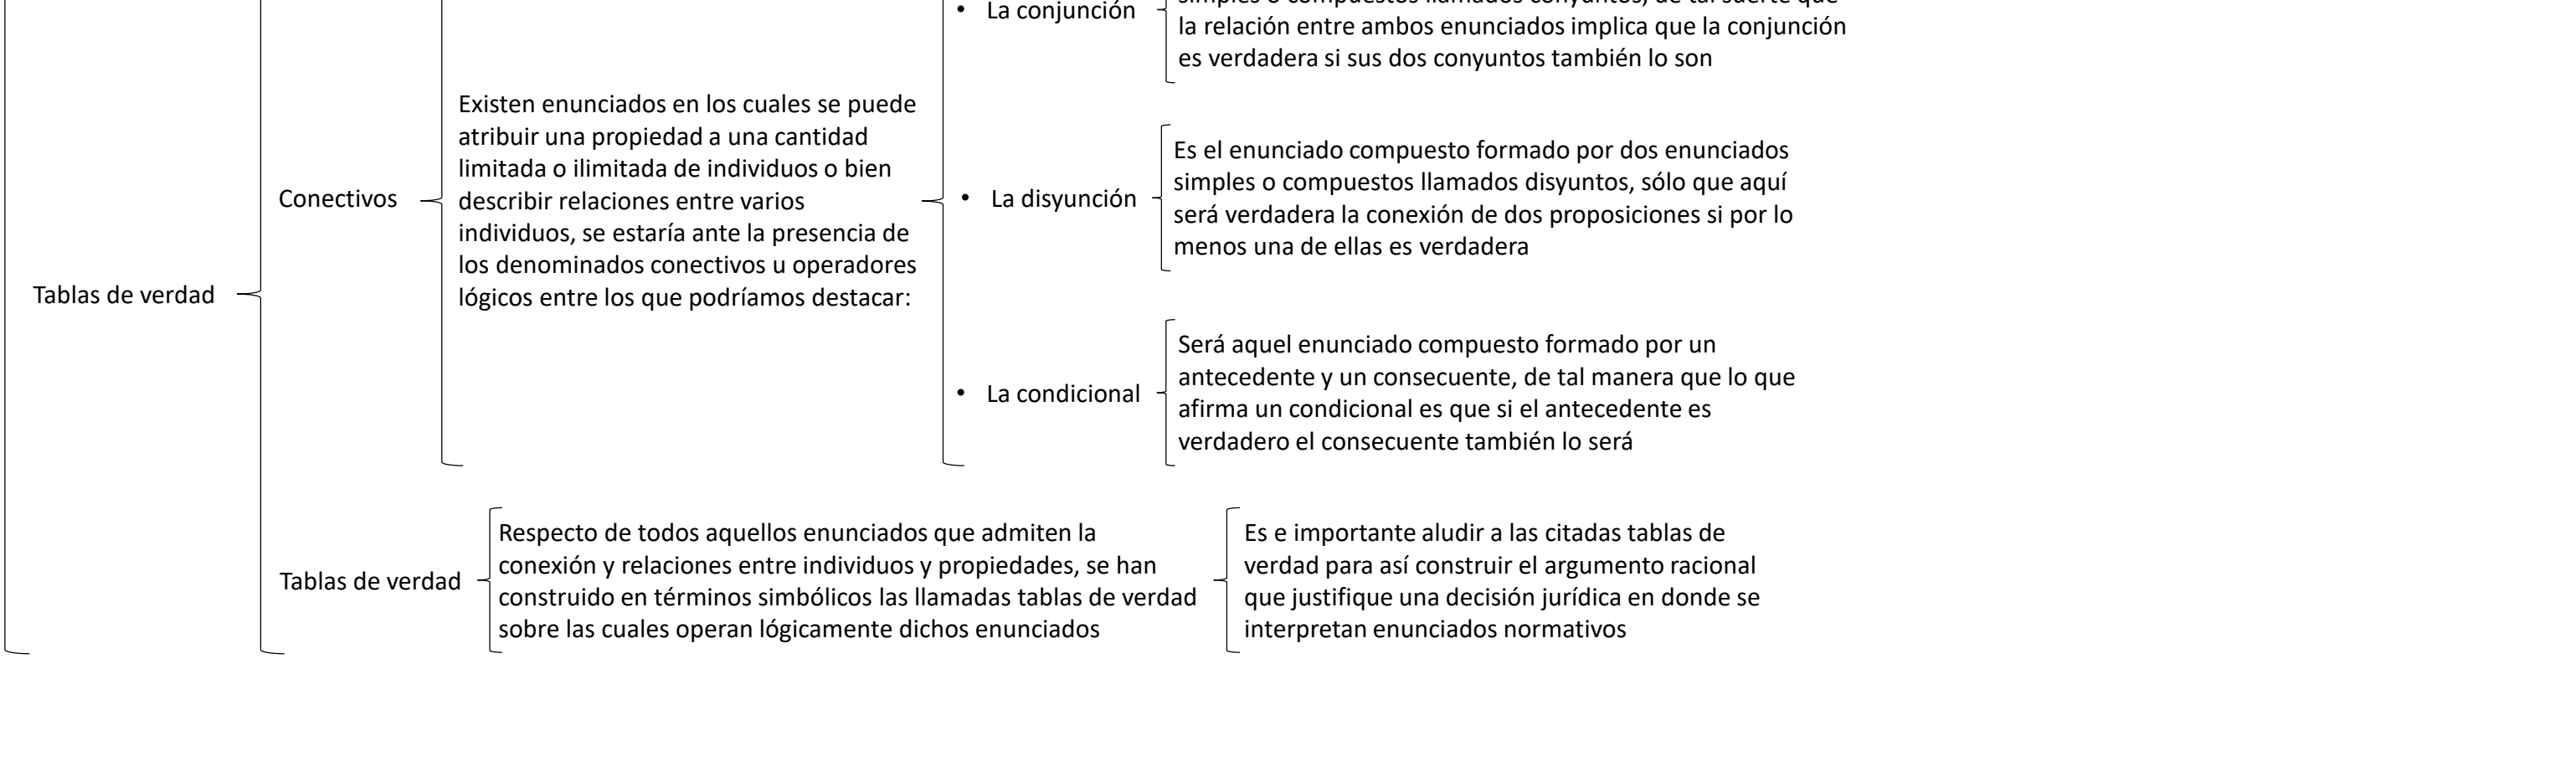 Tablas de verdad
Conectivos
Existen enunciados en los cuales se puede
atribuir una propiedad a una cantidad
limitada o ilimitada de individuos o bien
describir relaciones entre varios
individuos, se estaría ante la presencia de
los denominados conectivos u operadores
lógicos entre los que podríamos destacar:
• La conjunción
simples o compuestos llamados conyuntos, de tal suerte que
la relación entre ambos enunciados implica que la conjunción
es verdadera si sus dos conyuntos también lo son
• La disyunción
Es el enunciado compuesto formado por dos enunciados
simples o compuestos llamados disyuntos, sólo que aquí
será verdadera la conexión de dos proposiciones si por lo
menos una de ellas es verdadera
• La condicional
Será aquel enunciado compuesto formado por un
antecedente y un consecuente, de tal manera que lo que
afirma un condicional es que si el antecedente es
verdadero el consecuente también lo será
Tablas de verdad
Respecto de todos aquellos enunciados que admiten la
conexión y relaciones entre individuos y propiedades, se han
construido en términos simbólicos las llamadas tablas de verdad
sobre las cuales operan lógicamente dichos enunciados
Es e importante aludir a las citadas tablas de
verdad para así construir el argumento racional
que justifique una decisión jurídica en donde se
interpretan enunciados normativos